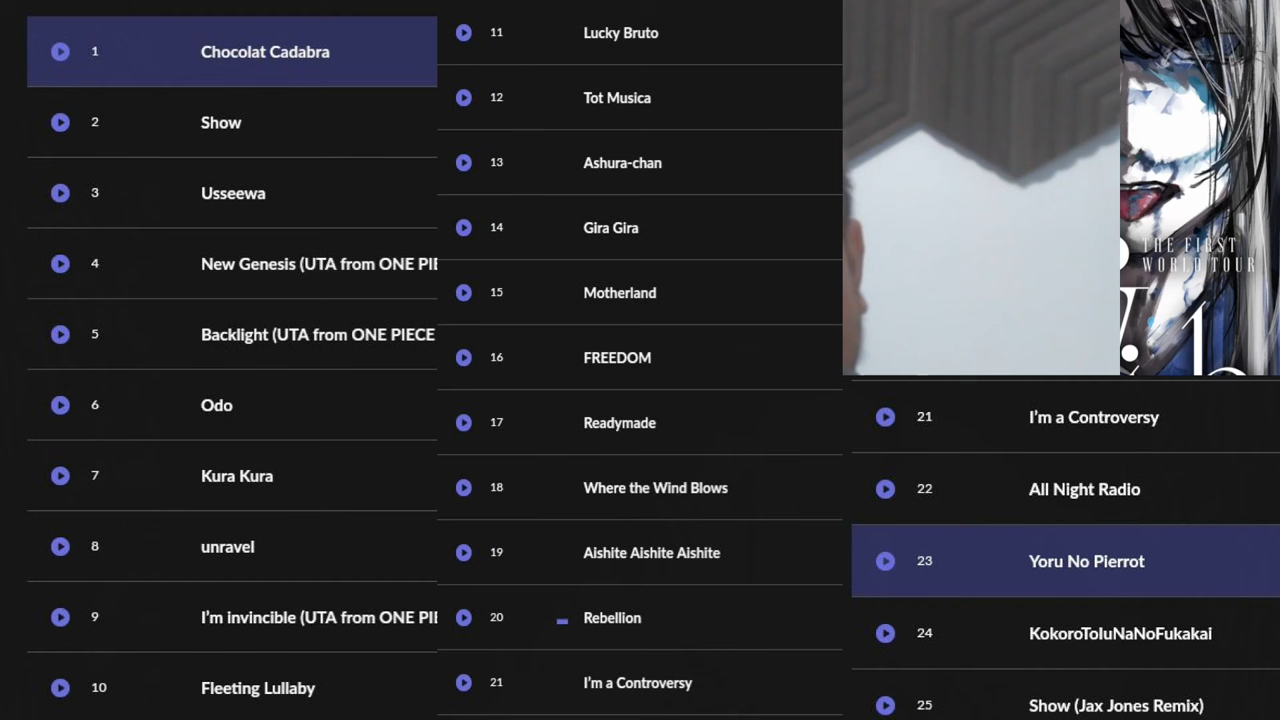 1 Chocolat Cadabra
2 Show
3 Usseewa
4 New Genesis (UTA from ONE PIE
5 Backlight (UTA from ONE PIECE
6 Odo
7 Kura Kura
8 unravel
9 I'm invincible (UTA from ONE PIE
10 Fleeting Lullaby
11 Lucky Bruto
12 Tot Musica
13 Ashura-chan
14 Gira Gira
15 Motherland
16 FREEDOM
17 Readymade
18 Where the Wind Blows
19 Aishite Aishite Aishite
20 Rebellion
21 I'm a Controversy
THE FIRST
WORLD TOUR
21 I'm a Controversy
22 All Night Radio
23 Yoru No Pierrot
24 KokoroToIuNaNoFukakai
25 Show (Jax Jones Remix)